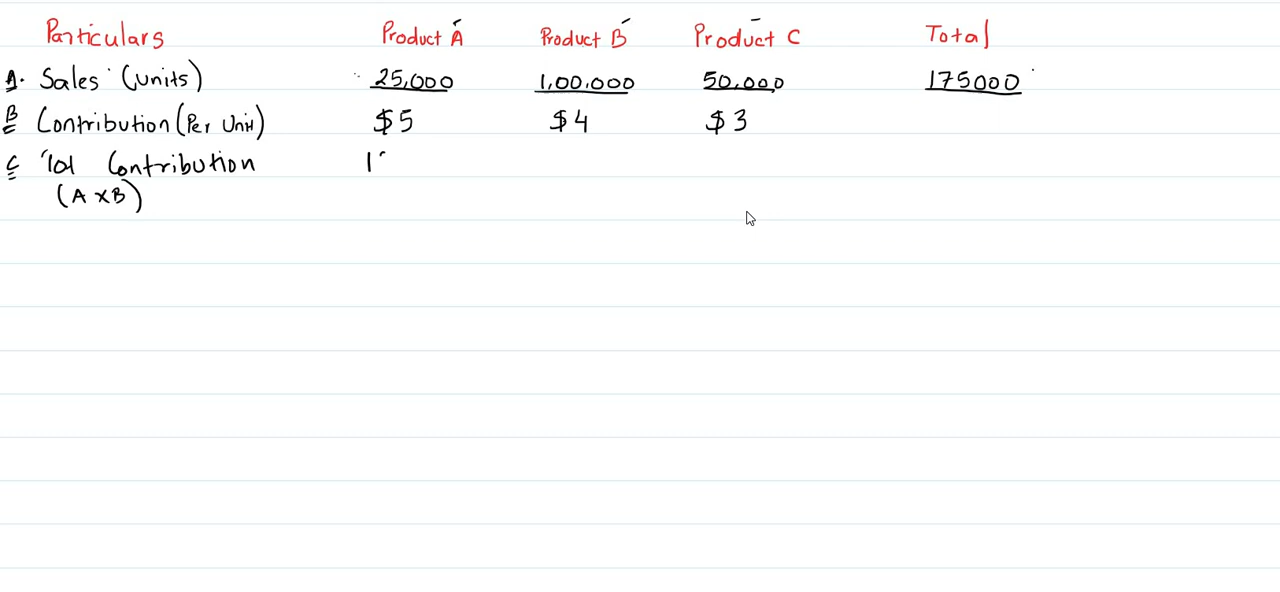 Particulars Product A Product B Product C Total
A. Sales (units) 25,000 1,00,000 50,000 175000
B Contribution (Per Unit) $5 $4 $3
C Contribution 1
(A x B)